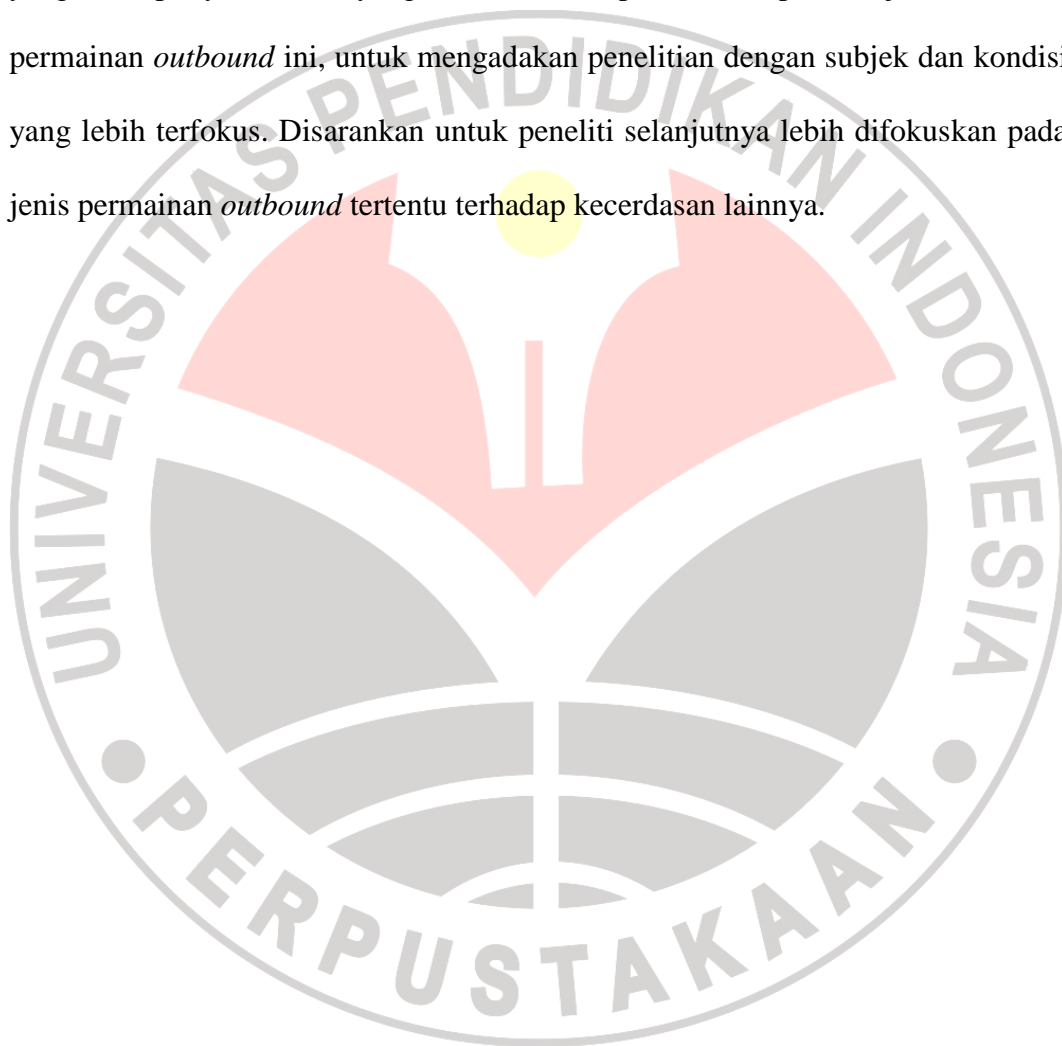 permainan outbound ini, untuk mengadakan penelitian dengan subjek dan kondisi
yang lebih terfokus. Disarankan untuk peneliti selanjutnya lebih difokuskan pada
jenis permainan outbound tertentu terhadap kecerdasan lainnya.
UNIVERSITAS PENDIDIKAN INDONESIA
PERPUSTAKAAN